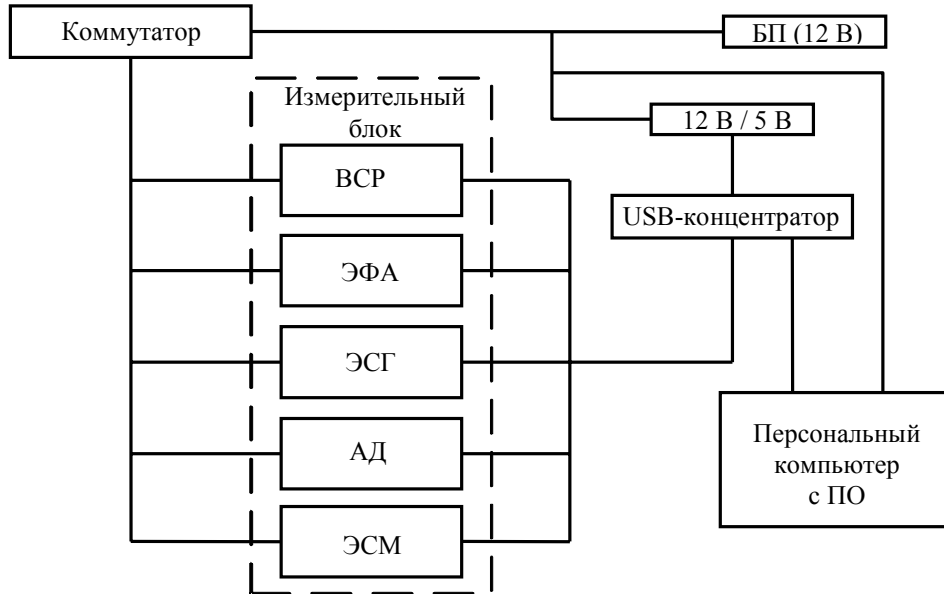 Коммутатор
БП (12 В)
Измерительный
блок
12 В / 5 В
ВСР
USB-концентратор
ЭФА
ЭСГ
АД
Персональный
компьютер
с ПО
ЭСМ